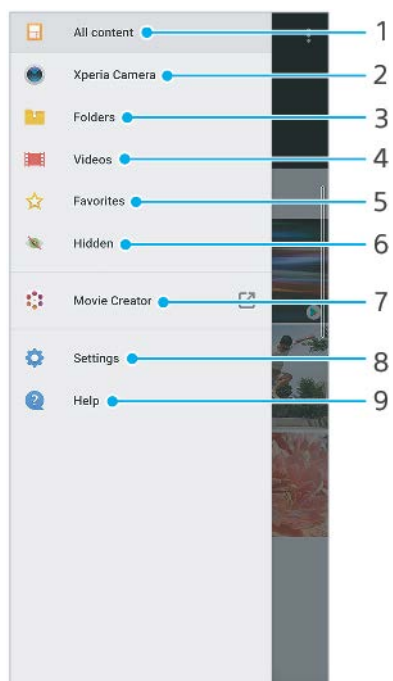 All content 1
Xperia Camera 2
Folders 3
Videos 4
Favorites 5
Hidden 6
Movie Creator 7
Settings 8
? Help 9